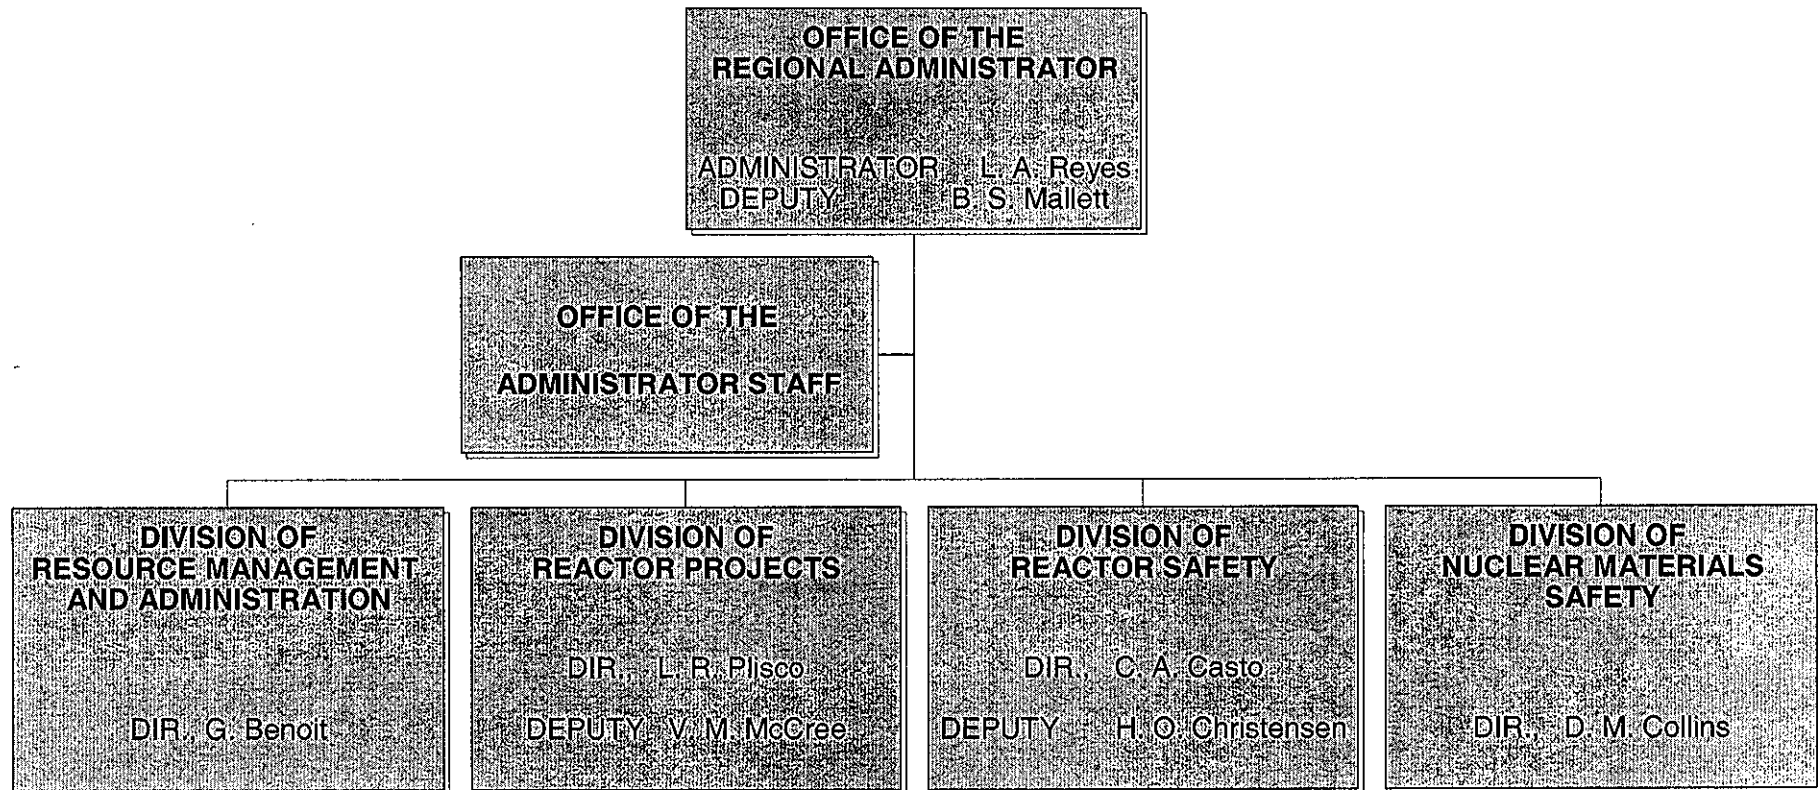 OFFICE OF THE
REGIONAL ADMINISTRATOR
ADMINISTRATOR L. A. Reyes
DEPUTY B. S. Mallett
OFFICE OF THE
ADMINISTRATOR STAFF
DIVISION OF
RESOURCE MANAGEMENT
AND ADMINISTRATION
DIR., G. Benoit
DIVISION OF
REACTOR PROJECTS
DIR., L. R. Plisco
DEPUTY V. M. McCree
DIVISION OF
REACTOR SAFETY
DIR., C. A. Casto
DEPUTY H. O. Christensen
DIVISION OF
NUCLEAR MATERIALS
SAFETY
DIR., D. M. Collins